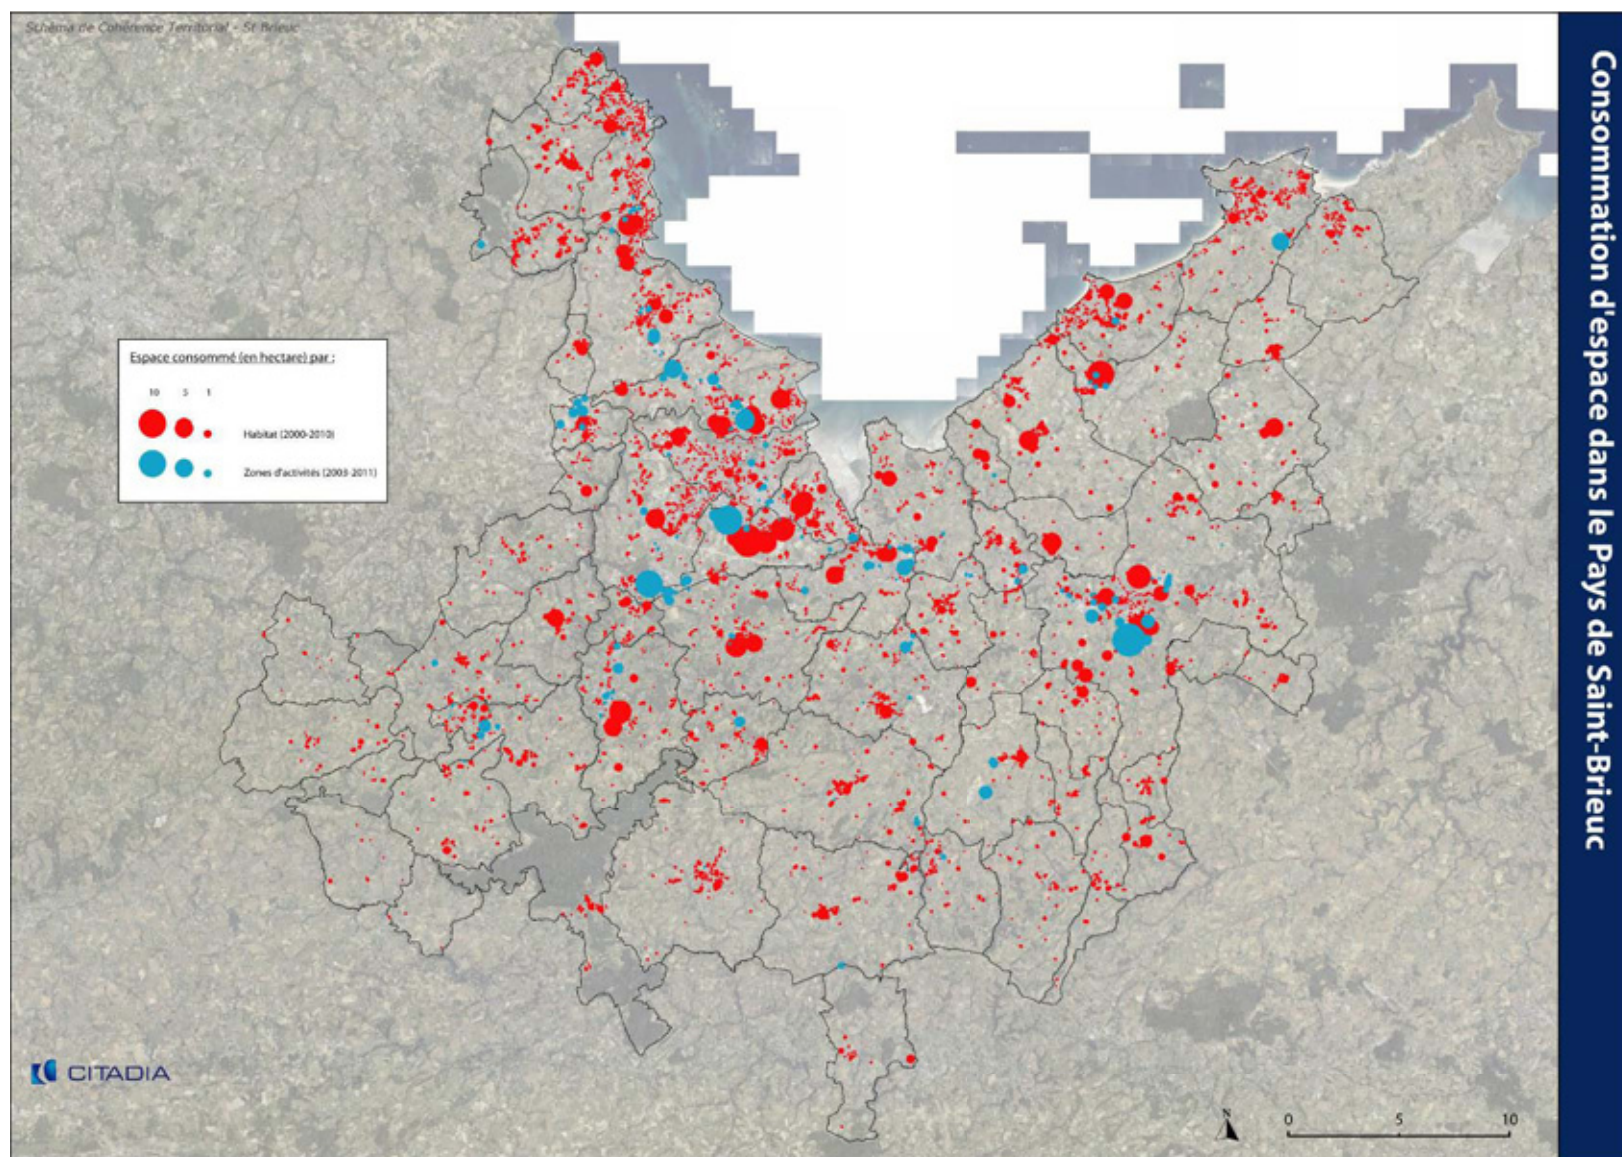 Schéma de Cohérence Territorial - St Brieuc
Consommation d'espace dans le Pays de Saint-Brieuc
Espace consommé (en hectare) par :
10 5 1
Habitat (2000-2010)
Zones d'activités (2003-2011)
CITADIA
N
0 5 10